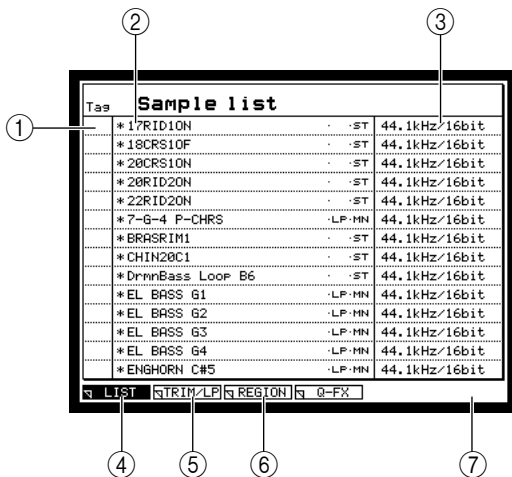 ② ③
Tag Sample list
① *17RID1ON · ·ST 44.1kHz/16bit
*18CRS1OF · ·ST 44.1kHz/16bit
*20CRS1ON · ·ST 44.1kHz/16bit
*20RID2ON · ·ST 44.1kHz/16bit
*22RID2ON · ·ST 44.1kHz/16bit
*7-G-4 P-CHRS ·LP·MN 44.1kHz/16bit
*BRASRIM1 · ·ST 44.1kHz/16bit
*CHIN20C1 · ·ST 44.1kHz/16bit
*DrmnBass Loop B6 · ·ST 44.1kHz/16bit
*EL BASS G1 ·LP·MN 44.1kHz/16bit
*EL BASS G2 ·LP·MN 44.1kHz/16bit
*EL BASS G3 ·LP·MN 44.1kHz/16bit
*EL BASS G4 ·LP·MN 44.1kHz/16bit
*ENGHORN C#5 ·LP·MN 44.1kHz/16bit
LIST TRIM/LP REGION Q-FX
④ ⑤ ⑥ ⑦